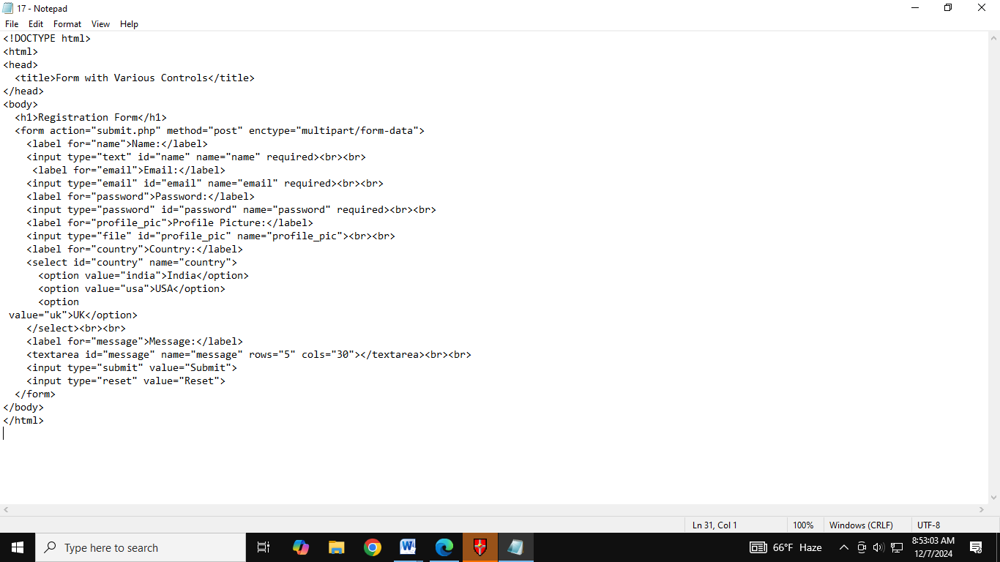 17 - Notepad
File Edit Format View Help
<!DOCTYPE html>
<html>
<head>
  <title>Form with Various Controls</title>
</head>
<body>
  <h1>Registration Form</h1>
  <form action="submit.php" method="post" enctype="multipart/form-data">
    <label for="name">Name:</label>
    <input type="text" id="name" name="name" required><br><br>
     <label for="email">Email:</label>
    <input type="email" id="email" name="email" required><br><br>
    <label for="password">Password:</label>
    <input type="password" id="password" name="password" required><br><br>
    <label for="profile_pic">Profile Picture:</label>
    <input type="file" id="profile_pic" name="profile_pic"><br><br>
    <label for="country">Country:</label>
    <select id="country" name="country">
      <option value="india">India</option>
      <option value="usa">USA</option>
      <option
 value="uk">UK</option>
    </select><br><br>
    <label for="message">Message:</label>
    <textarea id="message" name="message" rows="5" cols="30"></textarea><br><br>
    <input type="submit" value="Submit">
    <input type="reset" value="Reset">
  </form>
</body>
</html>
Ln 31, Col 1 100% Windows (CRLF) UTF-8
Type here to search 66°F Haze 8:53:03 AM
12/7/2024